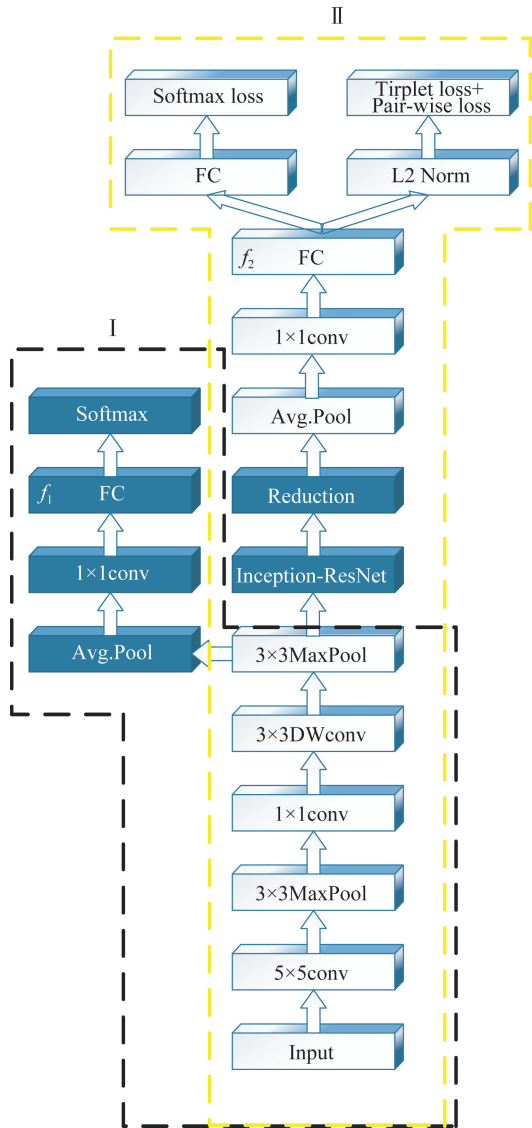 Ⅱ
Softmax loss
Tirplet loss+
Pair-wise loss
FC
L2 Norm
f2 FC
1×1conv
Ⅰ
Avg.Pool
Softmax
Reduction
f1 FC
Inception-ResNet
1×1conv
Avg.Pool
3×3MaxPool
3×3DWconv
1×1conv
3×3MaxPool
5×5conv
Input